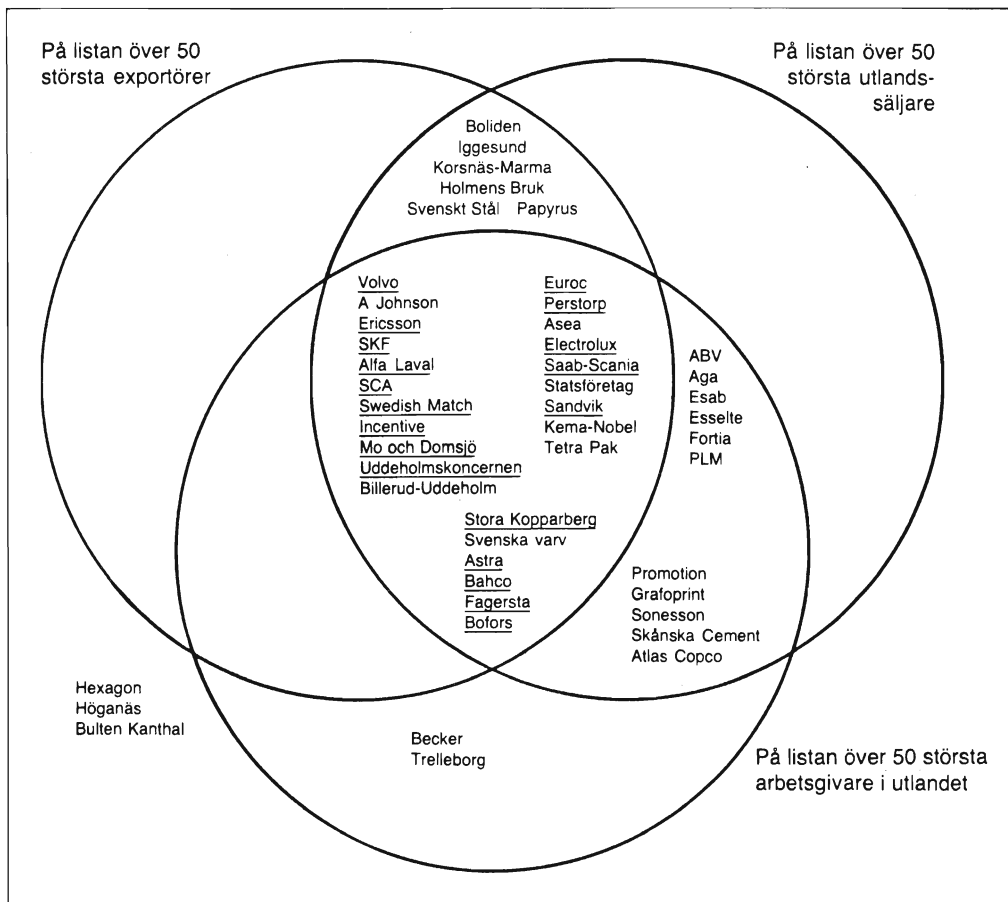 På listan över 50
största exportörer
På listan över 50
största utlands-
säljare
Boliden
Iggesund
Korsnäs-Marma
Holmens Bruk
Svenskt Stål Papyrus
Volvo
A Johnson
Ericsson
SKF
Alfa Laval
SCA
Swedish Match
Incentive
Mo och Domsjö
Uddeholmskoncernen
Billerud-Uddeholm
Euroc
Perstorp
Asea
Electrolux
Saab-Scania
Statsföretag
Sandvik
Kema-Nobel
Tetra Pak
ABV
Aga
Esab
Esselte
Fortia
PLM
Stora Kopparberg
Svenska varv
Astra
Bahco
Fagersta
Bofors
Promotion
Grafoprint
Sonesson
Skånska Cement
Atlas Copco
Hexagon
Höganäs
Bulten Kanthal
Becker
Trelleborg
På listan över 50 största
arbetsgivare i utlandet